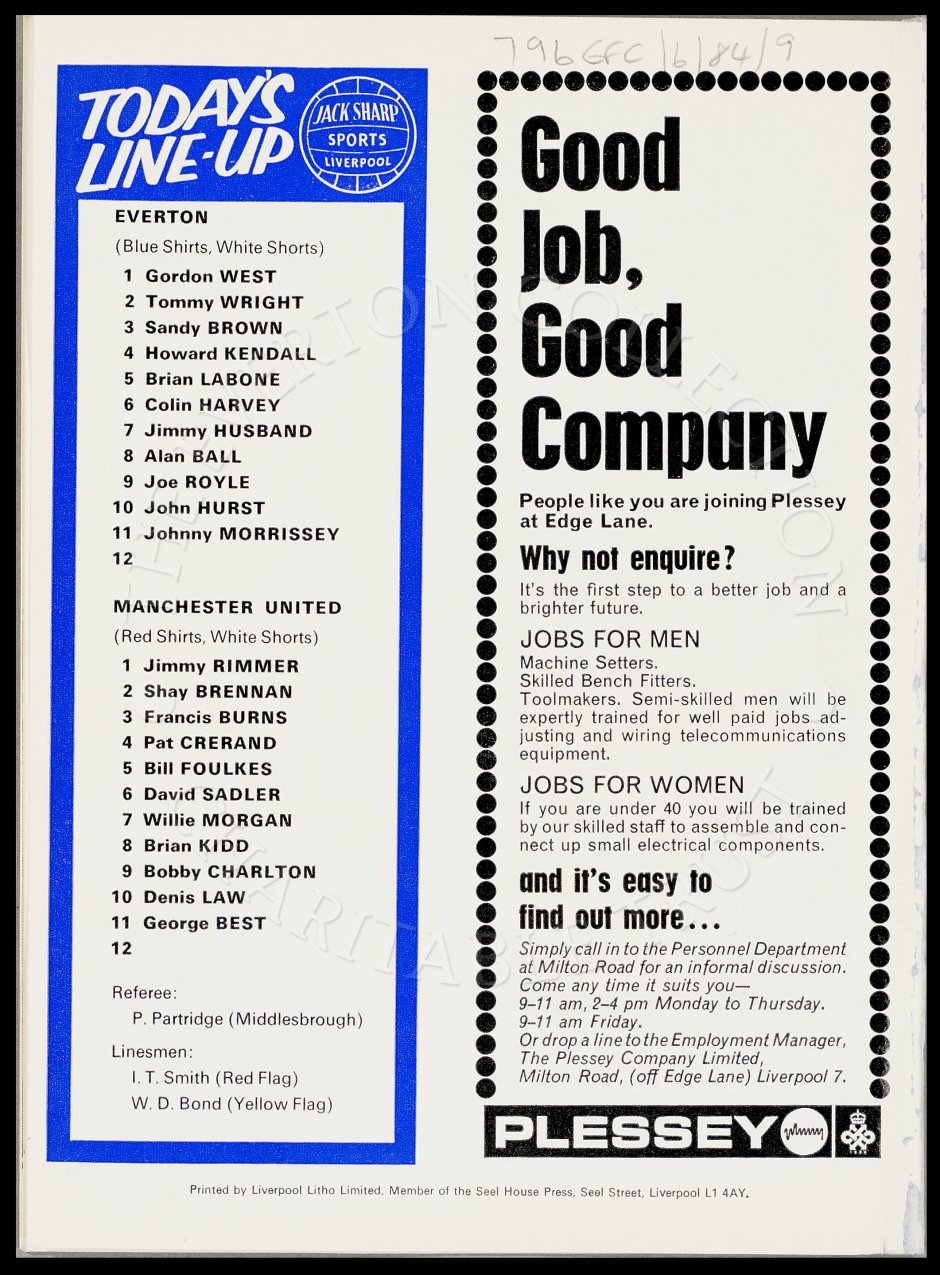 796 EFC /6/84/9
TODAY'S
LINE-UP
JACK SHARP
SPORTS
LIVERPOOL
EVERTON
(Blue Shirts, White Shorts)
1 Gordon WEST
2 Tommy WRIGHT
3 Sandy BROWN
4 Howard KENDALL
5 Brian LABONE
6 Colin HARVEY
7 Jimmy HUSBAND
8 Alan BALL
9 Joe ROYLE
10 John HURST
11 Johnny MORRISSEY
12
MANCHESTER UNITED
(Red Shirts, White Shorts)
1 Jimmy RIMMER
2 Shay BRENNAN
3 Francis BURNS
4 Pat CRERAND
5 Bill FOULKES
6 David SADLER
7 Willie MORGAN
8 Brian KIDD
9 Bobby CHARLTON
10 Denis LAW
11 George BEST
12
Referee:
P. Partridge (Middlesbrough)
Linesmen:
I. T. Smith (Red Flag)
W. D. Bond (Yellow Flag)
Good
Job,
Good
Company
People like you are joining Plessey
at Edge Lane.
Why not enquire?
It's the first step to a better job and a
brighter future.
JOBS FOR MEN
Machine Setters.
Skilled Bench Fitters.
Toolmakers. Semi-skilled men will be
expertly trained for well paid jobs ad-
justing and wiring telecommunications
equipment.
JOBS FOR WOMEN
If you are under 40 you will be trained
by our skilled staff to assemble and con-
nect up small electrical components.
and it's easy to
find out more...
Simply call in to the Personnel Department
at Milton Road for an informal discussion.
Come any time it suits you—
9–11 am, 2–4 pm Monday to Thursday.
9–11 am Friday.
Or drop a line to the Employment Manager,
The Plessey Company Limited,
Milton Road, (off Edge Lane) Liverpool 7.
PLESSEY
Printed by Liverpool Litho Limited, Member of the Seel House Press, Seel Street, Liverpool L1 4AY.
THE EVERTON COLLECTION
CHARITABLE TRUST